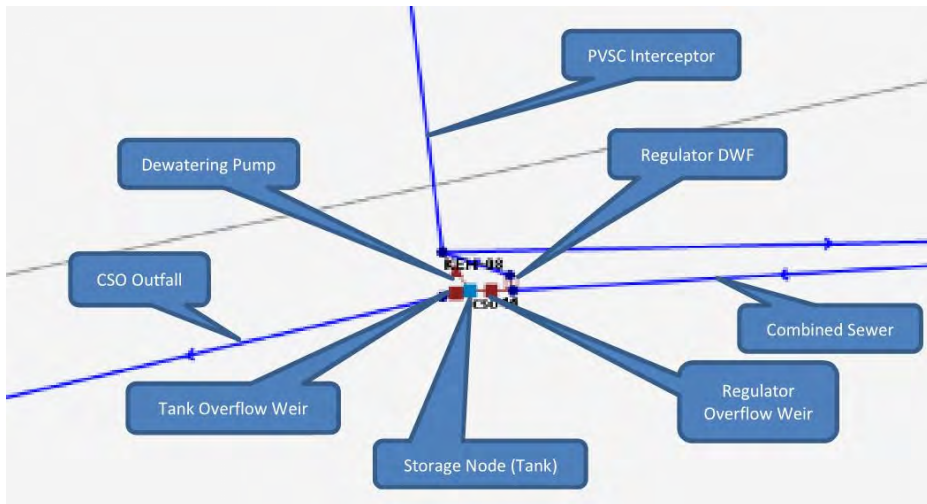 PVSC Interceptor
Dewatering Pump
Regulator DWF
CSO Outfall
Combined Sewer
Tank Overflow Weir
Regulator
Overflow Weir
Storage Node (Tank)